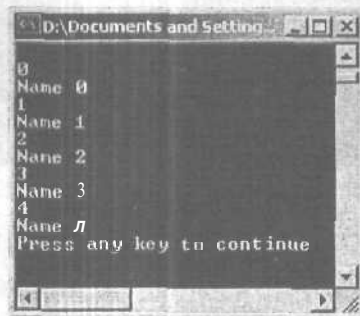 D:\Documents and Setting
0
Name 0
1
Name 1
2
Name 2
3
Name 3
4
Name л
Press any key to continue